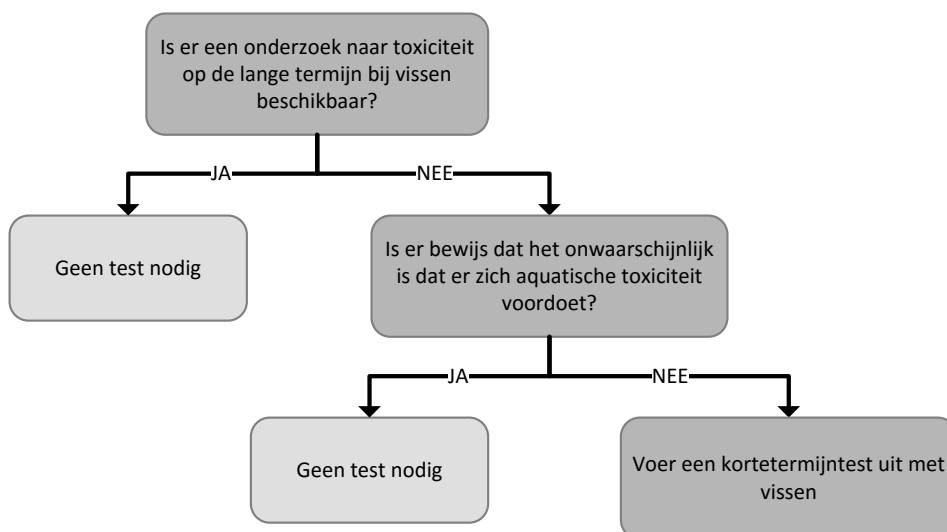 Is er een onderzoek naar toxiciteit
op de lange termijn bij vissen
beschikbaar?
JA
NEE
Geen test nodig
Is er bewijs dat het onwaarschijnlijk
is dat er zich aquatische toxiciteit
voordoet?
JA
NEE
Geen test nodig
Voer een kortetermijntest uit met
vissen